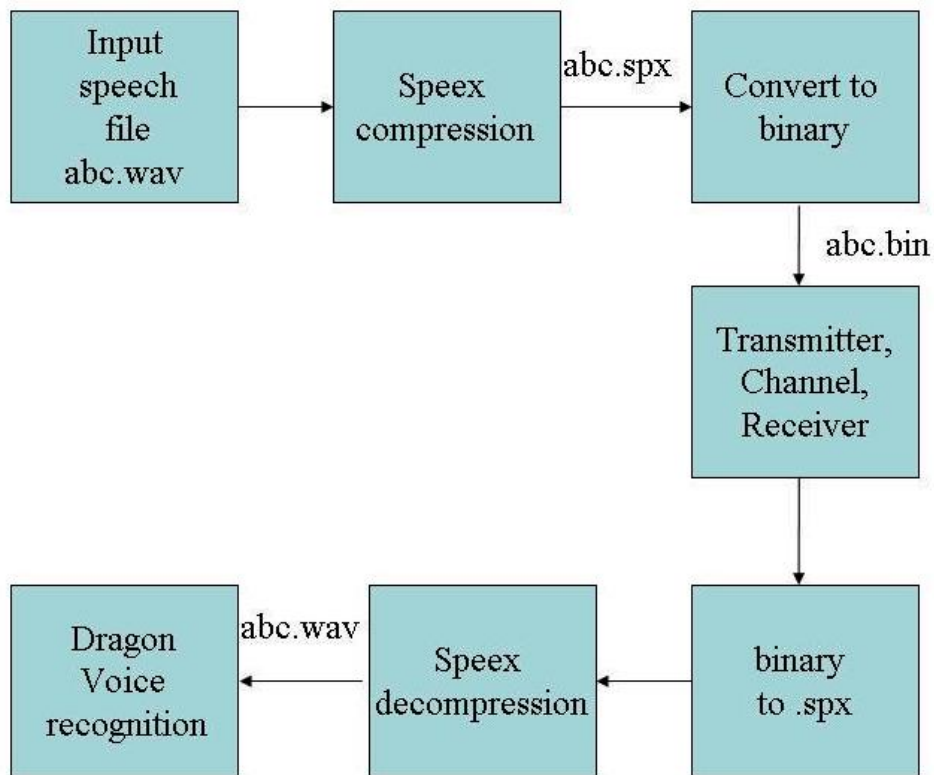 Input
speech
file
abc.wav
Speex
compression
abc.spx
Convert to
binary
abc.bin
Transmitter,
Channel,
Receiver
binary
to .spx
Speex
decompression
abc.wav
Dragon
Voice
recognition